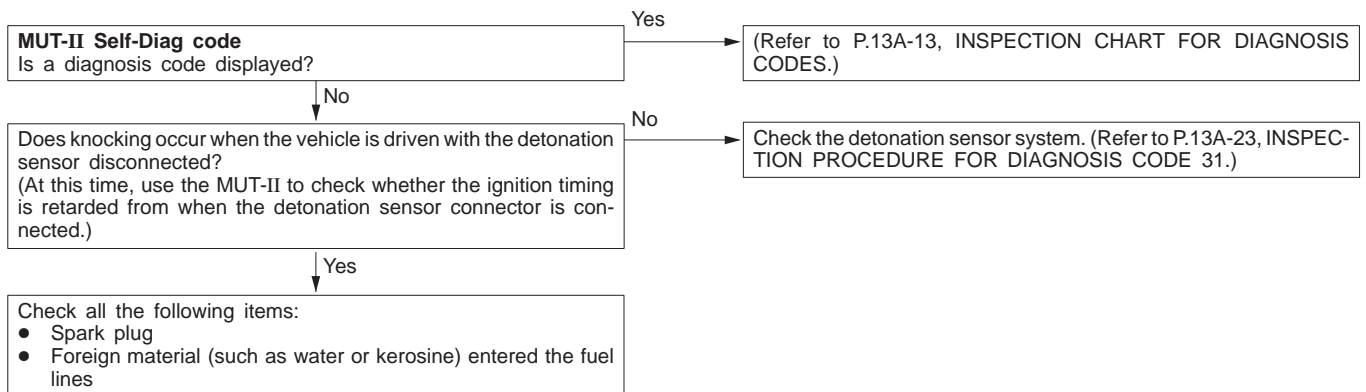 Yes
MUT-II Self-Diag code
Is a diagnosis code displayed?
(Refer to P.13A-13, INSPECTION CHART FOR DIAGNOSIS
CODES.)
No
Does knocking occur when the vehicle is driven with the detonation
sensor disconnected?
(At this time, use the MUT-II to check whether the ignition timing
is retarded from when the detonation sensor connector is con-
nected.)
No
Check the detonation sensor system. (Refer to P.13A-23, INSPEC-
TION PROCEDURE FOR DIAGNOSIS CODE 31.)
Yes
Check all the following items:
● Spark plug
● Foreign material (such as water or kerosine) entered the fuel
lines